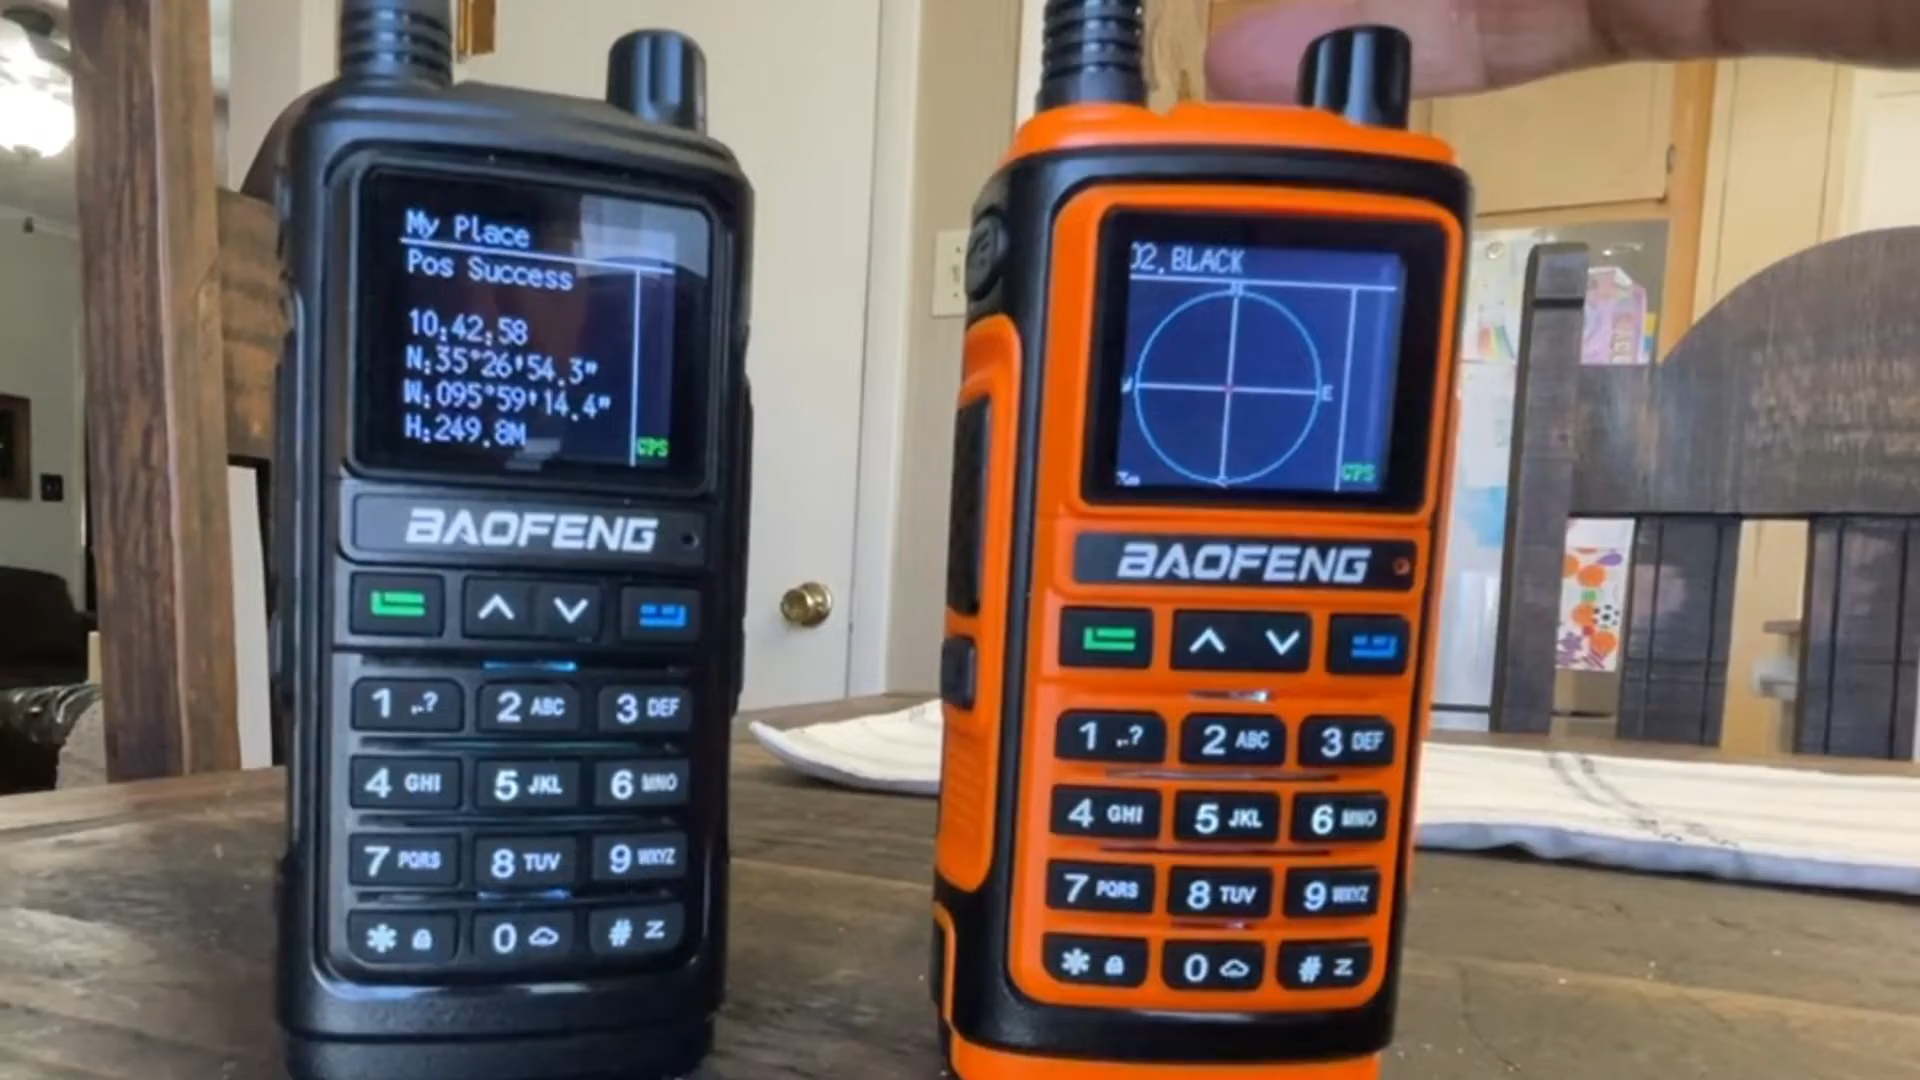 My Place
Pos Success
10:42:58
N:35°26'54.3"
W:095°59'14.4"
H:249.8M
GPS
BAOFENG
1 ,.?
2 ABC
3 DEF
4 GHI
5 JKL
6 MNO
7 PQRS
8 TUV
9 WXYZ
*
0
# Z
02.BLACK
E
GPS
BAOFENG
1 ,.?
2 ABC
3 DEF
4 GHI
5 JKL
6 MNO
7 PQRS
8 TUV
9 WXYZ
*
0
# Z